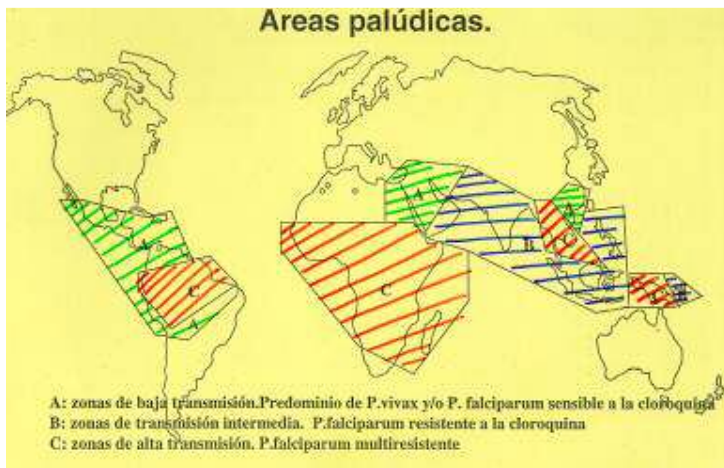 Areas palúdicas.
A
C
A
A
C
B
A
C
A: zonas de baja transmisión.Predominio de P.vivax y/o P. falciparum sensible a la cloroquina
B: zonas de transmisión intermedia. P.falciparum resistente a la cloroquina
C: zonas de alta transmisión. P.falciparum multiresistente